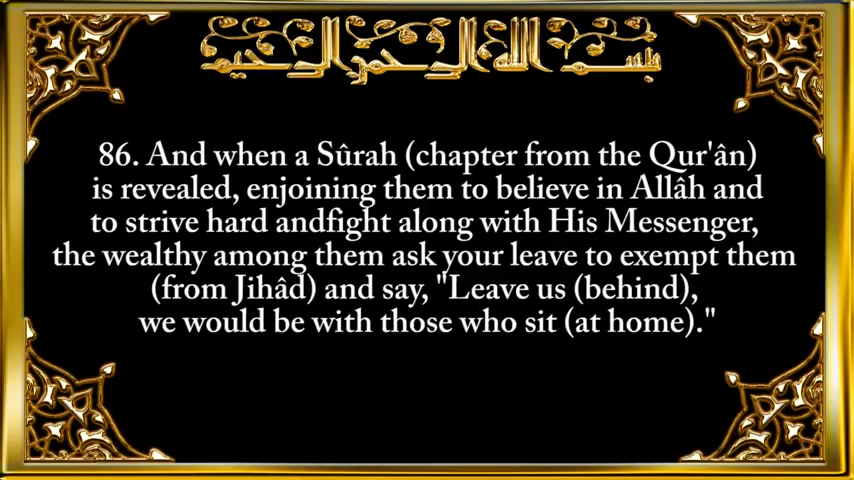 بسم الله الرحمن الرحيم
86. And when a Sûrah (chapter from the Qur'ân)
is revealed, enjoining them to believe in Allâh and
to strive hard andfight along with His Messenger,
the wealthy among them ask your leave to exempt them
(from Jihâd) and say, "Leave us (behind),
we would be with those who sit (at home)."